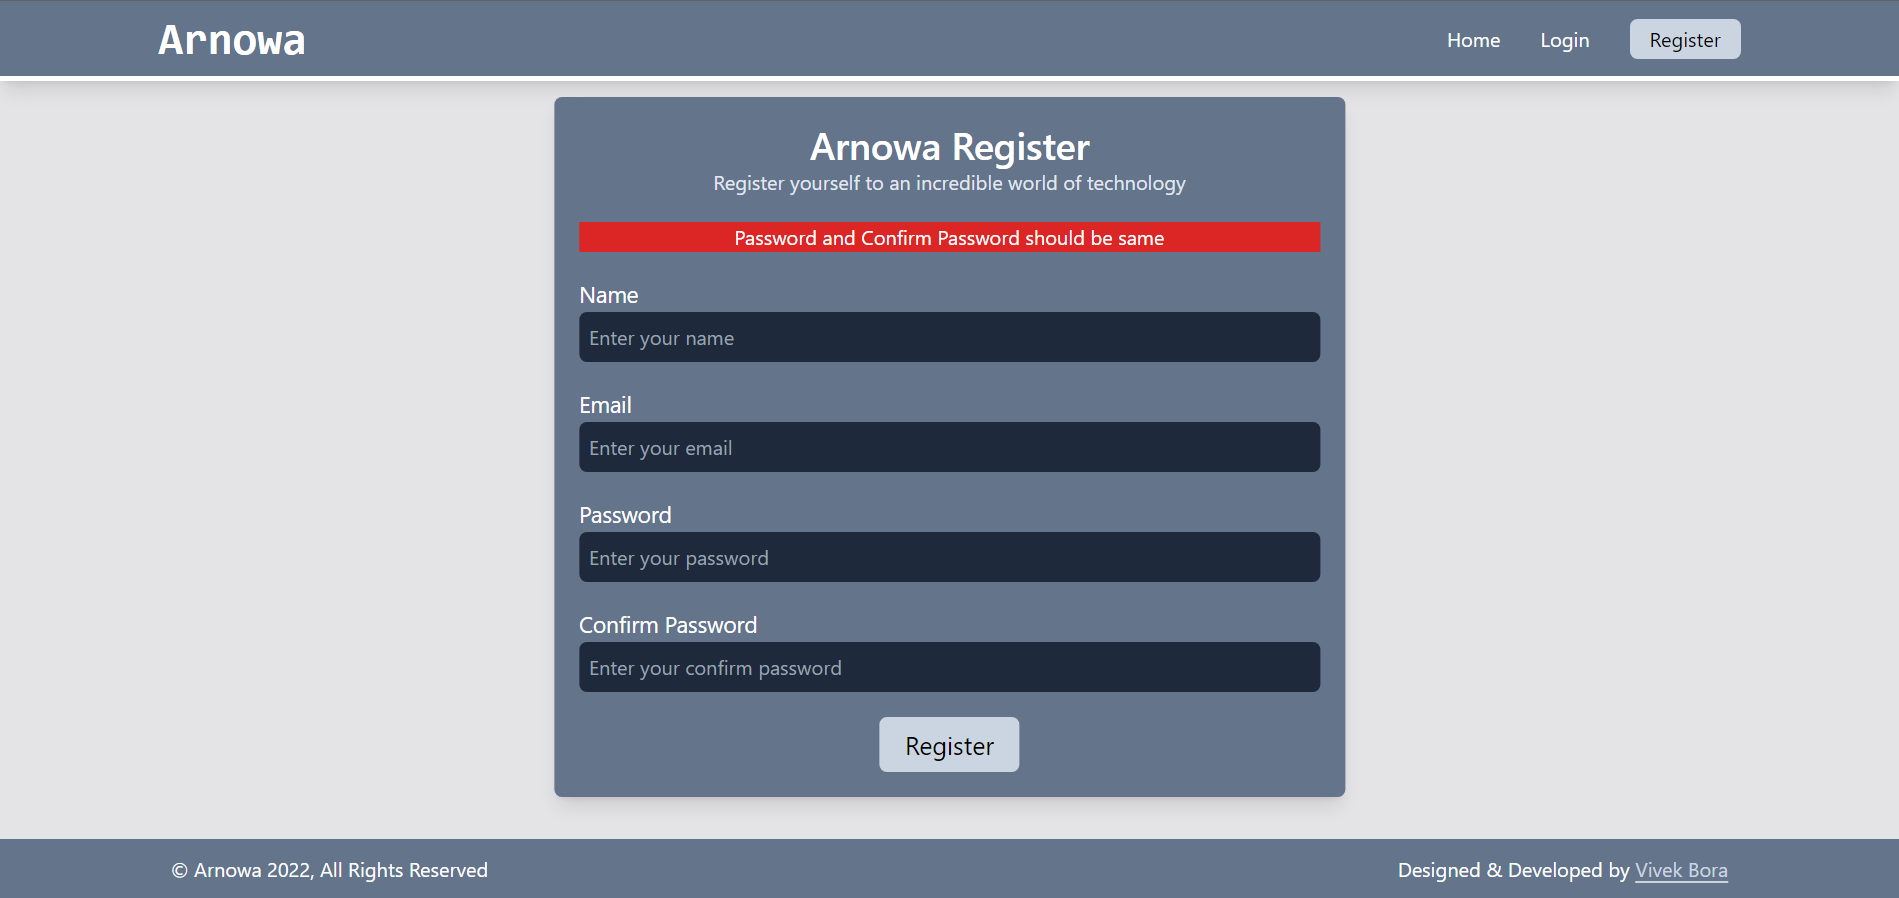 Arnowa
Home
Login
Register
Arnowa Register
Register yourself to an incredible world of technology
Password and Confirm Password should be same
Name
Enter your name
Email
Enter your email
Password
Enter your password
Confirm Password
Enter your confirm password
Register
© Arnowa 2022, All Rights Reserved
Designed & Developed by Vivek Bora